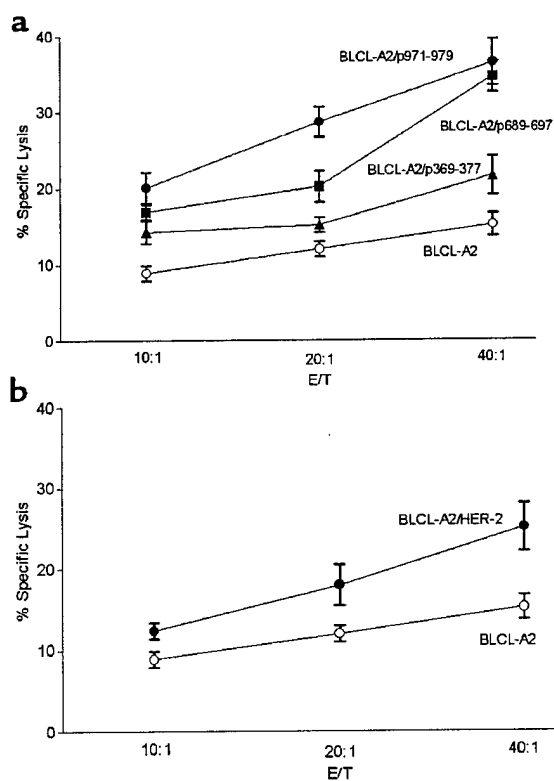 a
40
30
20
10
0
% Specific Lysis
BLCL-A2/p971-979
BLCL-A2/p689-697
BLCL-A2/p369-377
BLCL-A2
10:1
20:1
40:1
E/T
b
40
30
20
10
0
% Specific Lysis
BLCL-A2/HER-2
BLCL-A2
10:1
20:1
40:1
E/T